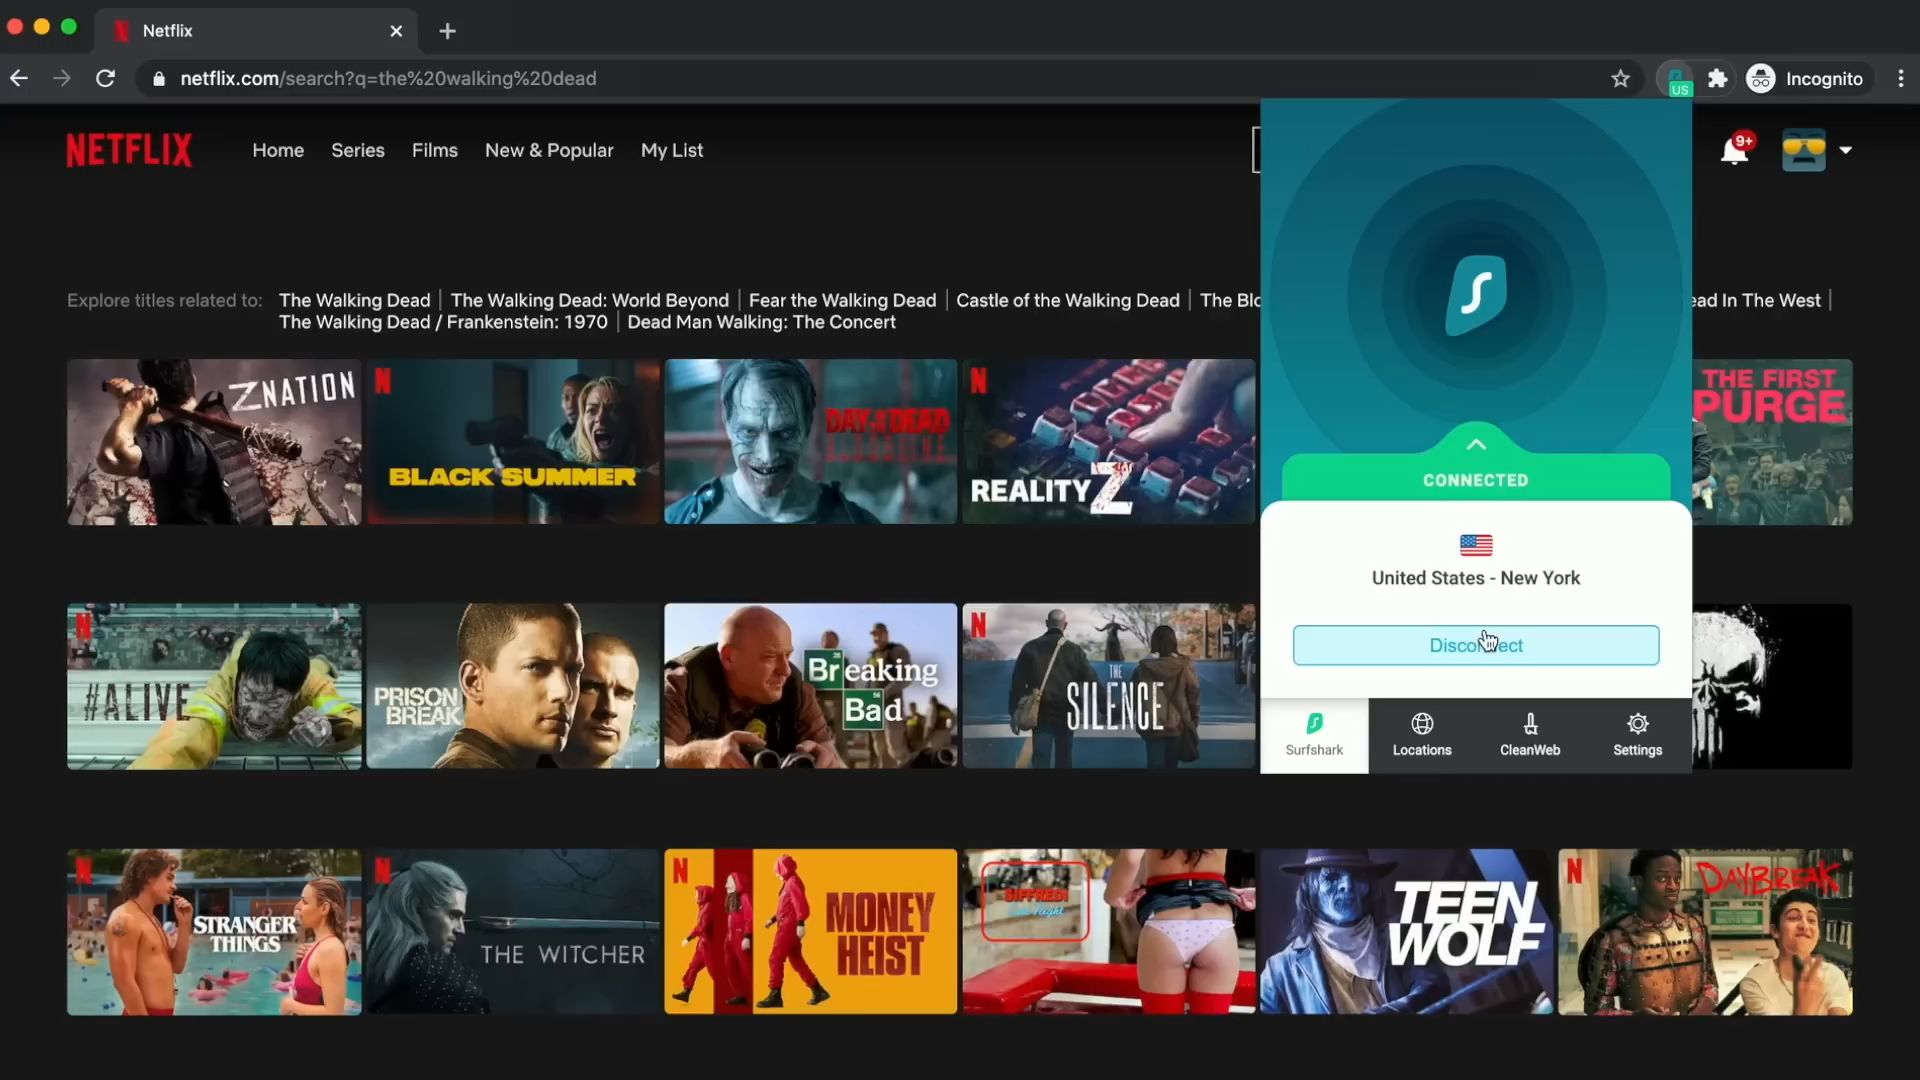 Netflix
netflix.com/search?q=the%20walking%20dead
US
Incognito
NETFLIX
Home
Series
Films
New & Popular
My List
9+
Explore titles related to:
The Walking Dead | The Walking Dead: World Beyond | Fear the Walking Dead | Castle of the Walking Dead | The Blo
ead In The West |
The Walking Dead / Frankenstein: 1970 | Dead Man Walking: The Concert
Z NATION
N
BLACK SUMMER
DAY OF THE DEAD
BLOODLINE
N
REALITY Z
THE FIRST
PURGE
CONNECTED
United States - New York
Disconnect
Surfshark
Locations
CleanWeb
Settings
N
#ALIVE
PRISON
BREAK
Breaking
Bad
N
THE
SILENCE
N
STRANGER
THINGS
N
THE WITCHER
N
MONEY
HEIST
SIFFREDI
TEEN
WOLF
N
DAYBREAK